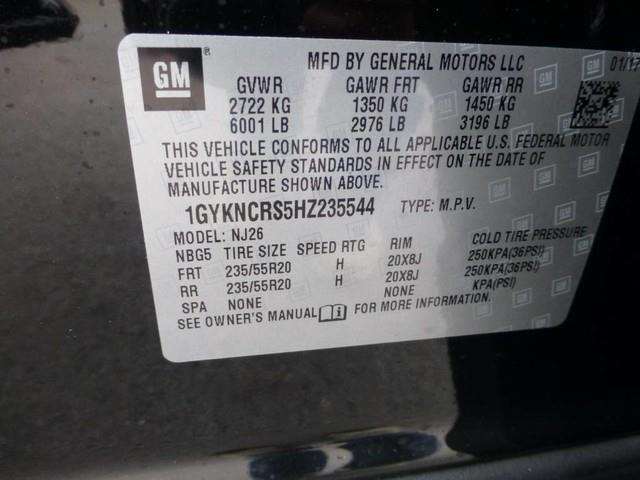 GM ®
MFD BY GENERAL MOTORS LLC 01/17
GVWR GAWR FRT GAWR RR
2722 KG 1350 KG 1450 KG
6001 LB 2976 LB 3196 LB
THIS VEHICLE CONFORMS TO ALL APPLICABLE U.S. FEDERAL MOTOR
VEHICLE SAFETY STANDARDS IN EFFECT ON THE DATE OF
MANUFACTURE SHOWN ABOVE.
1GYKNCRS5HZ235544 TYPE: M.P.V.
MODEL: NJ26
NBG5 TIRE SIZE SPEED RTG RIM COLD TIRE PRESSURE
FRT 235/55R20 H 20X8J 250KPA(36PSI)
RR 235/55R20 H 20X8J 250KPA(36PSI)
SPA NONE NONE KPA(PSI)
SEE OWNER'S MANUAL FOR MORE INFORMATION.